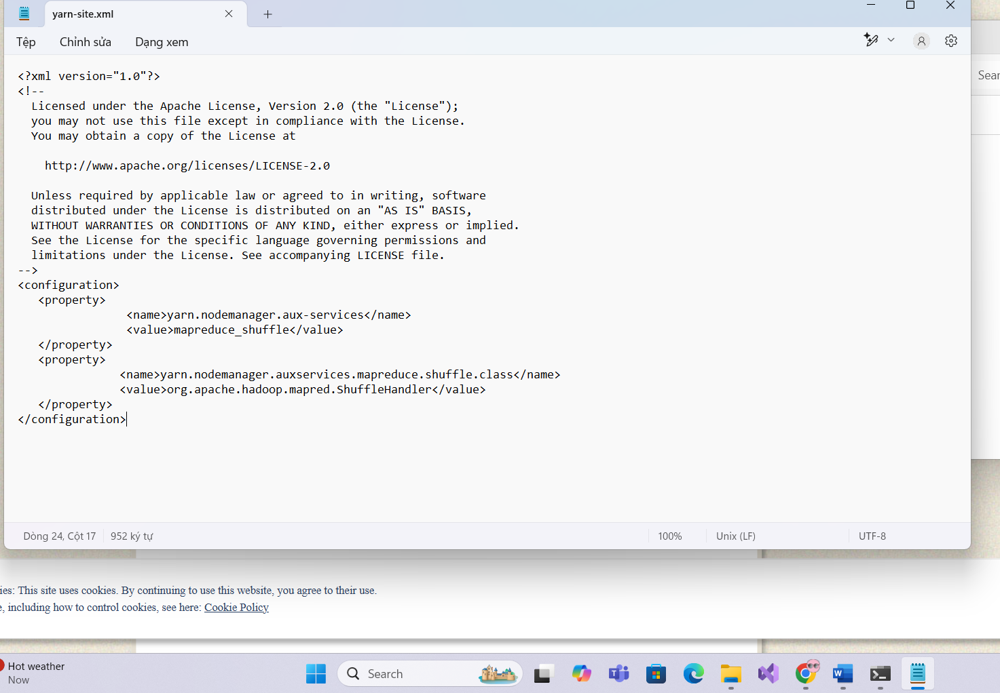 yarn-site.xml
Tệp Chỉnh sửa Dạng xem
<?xml version="1.0"?>
<!--
Licensed under the Apache License, Version 2.0 (the "License");
you may not use this file except in compliance with the License.
You may obtain a copy of the License at
http://www.apache.org/licenses/LICENSE-2.0
Unless required by applicable law or agreed to in writing, software
distributed under the License is distributed on an "AS IS" BASIS,
WITHOUT WARRANTIES OR CONDITIONS OF ANY KIND, either express or implied.
See the License for the specific language governing permissions and
limitations under the License. See accompanying LICENSE file.
-->
<configuration>
<property>
<name>yarn.nodemanager.aux-services</name>
<value>mapreduce_shuffle</value>
</property>
<property>
<name>yarn.nodemanager.auxservices.mapreduce.shuffle.class</name>
<value>org.apache.hadoop.mapred.ShuffleHandler</value>
</property>
</configuration>
Dòng 24, Cột 17 952 ký tự 100% Unix (LF) UTF-8
This site uses cookies. By continuing to use this website, you agree to their use.
, including how to control cookies, see here: Cookie Policy
Hot weather
Now
Search